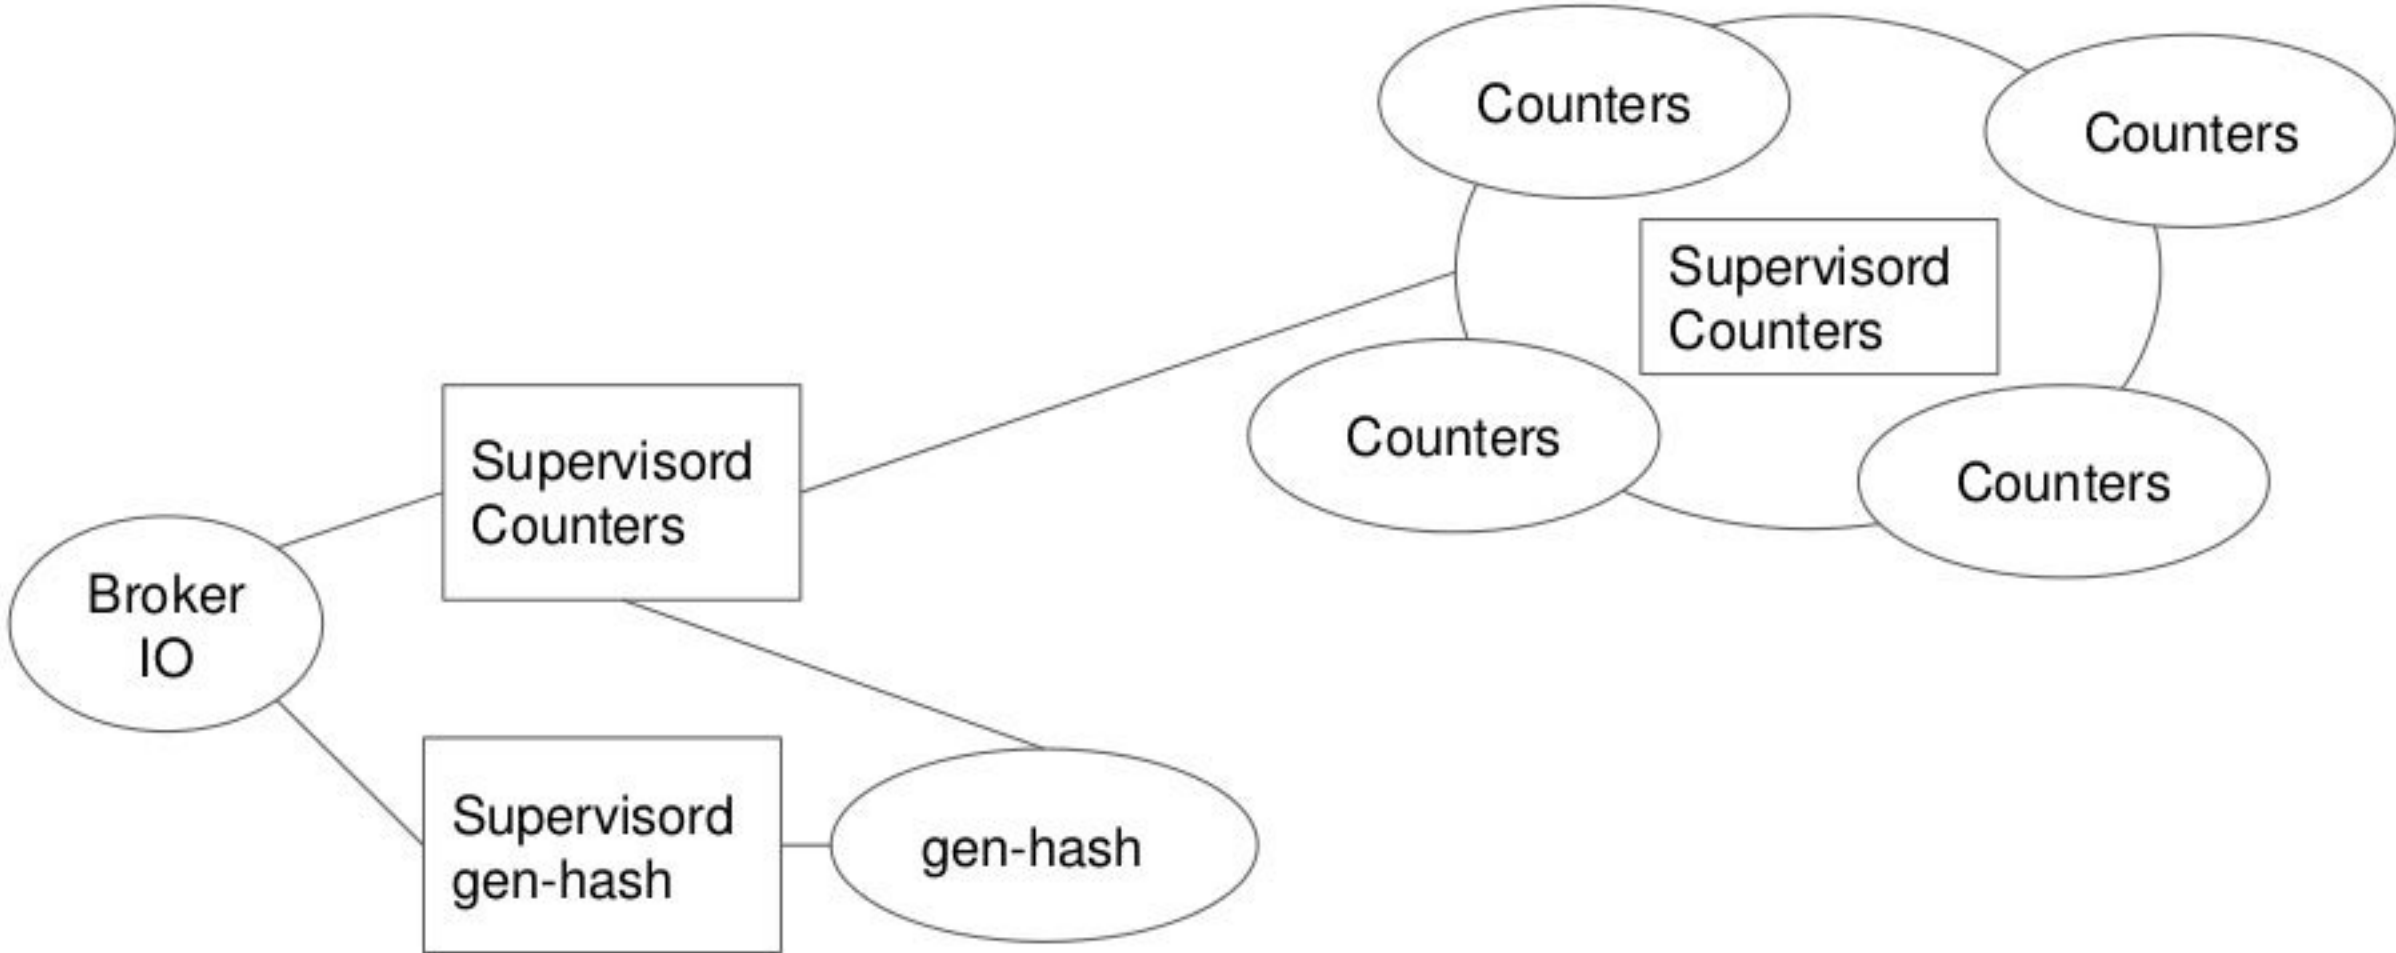 Counters
Counters
Supervisord
Counters
Counters
Counters
Supervisord
Counters
Broker
IO
Supervisord
gen-hash
gen-hash